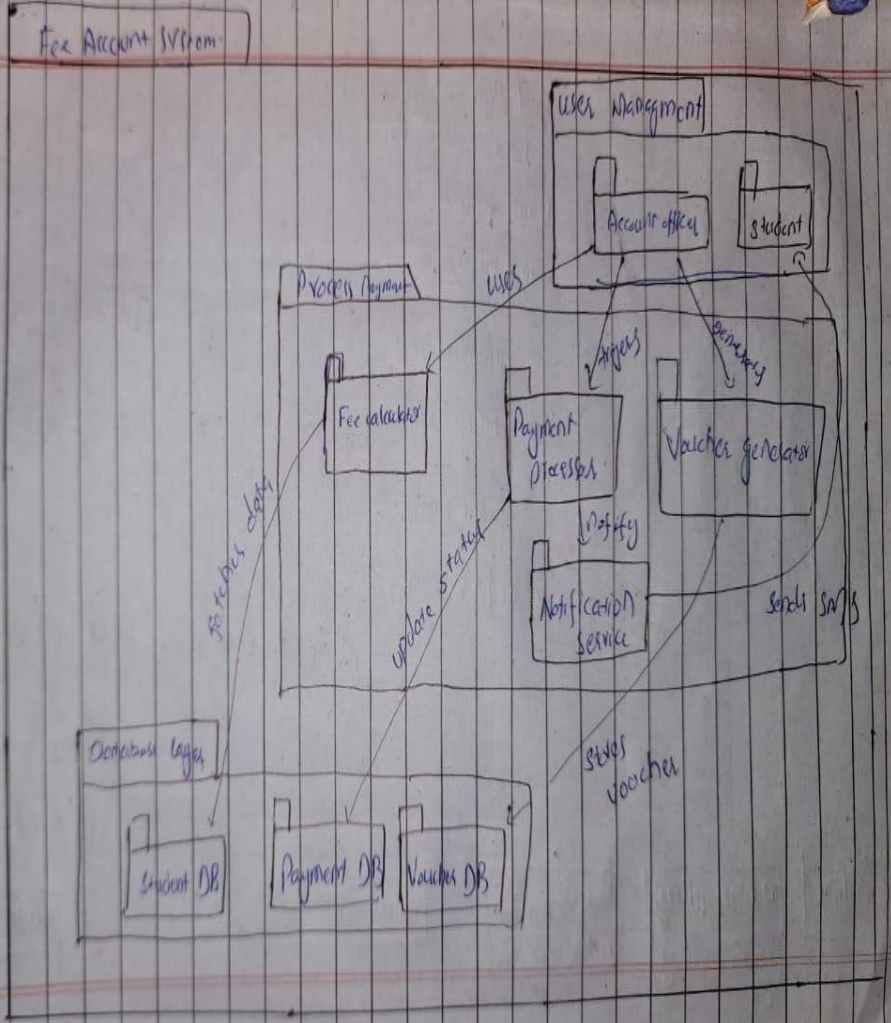 Fee Account System
User Managment
Account officer
Student
Process Payment
uses
triggers
generates
Fee calculator
Payment
processor
Voucher generator
Notify
fetches data
update status
Notification
service
sends SMS
Database layer
stores
voucher
Student DB
Payment DB
Voucher DB